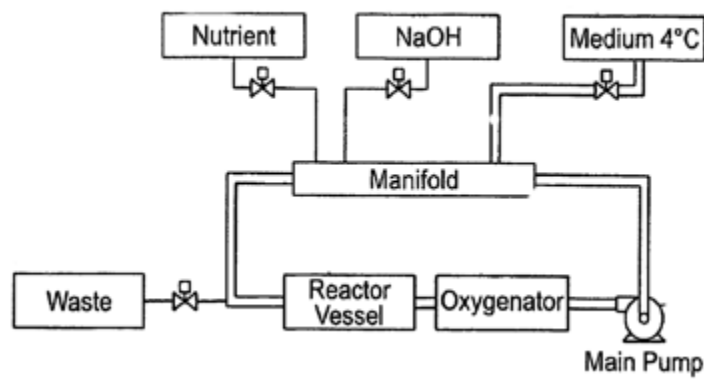 Nutrient
NaOH
Medium 4°C
Manifold
Waste
Reactor
Vessel
Oxygenator
Main Pump